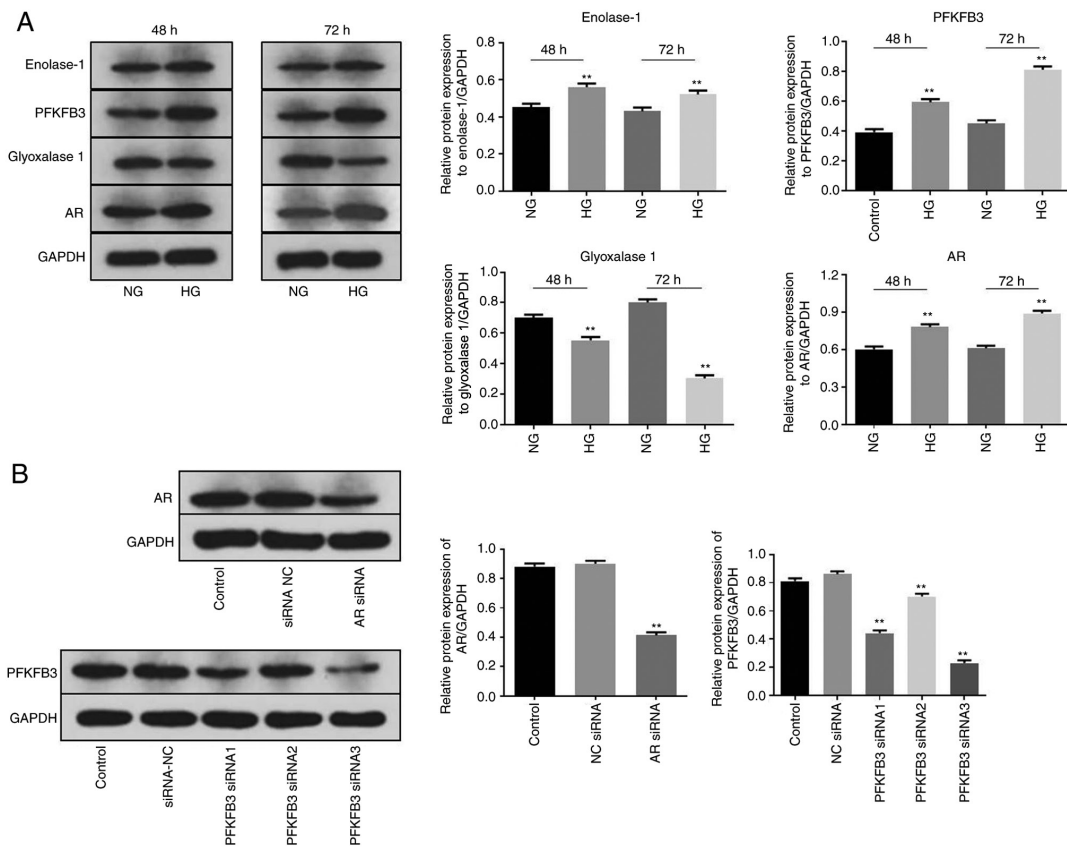 A
48 h
72 h
Enolase-1
PFKFB3
Glyoxalase 1
AR
GAPDH
NG HG NG HG
Enolase-1
Relative protein expression
to enolase-1/GAPDH
0.8
0.6
0.4
0.2
0.0
48 h
72 h
**
**
NG HG NG HG
PFKFB3
Relative protein expression
to PFKFB3/GAPDH
1.0
0.8
0.6
0.4
0.2
0.0
48 h
72 h
**
**
Control HG NG HG
Glyoxalase 1
Relative protein expression
to glyoxalase 1/GAPDH
1.0
0.8
0.6
0.4
0.2
0.0
48 h
72 h
**
**
NG HG NG HG
AR
Relative protein expression
to AR/GAPDH
1.2
0.9
0.6
0.3
0.0
48 h
72 h
**
**
NG HG NG HG
B
AR
GAPDH
Control
siRNA NC
AR siRNA
PFKFB3
GAPDH
Control
siRNA-NC
PFKFB3 siRNA1
PFKFB3 siRNA2
PFKFB3 siRNA3
Relative protein expression of
AR/GAPDH
1.0
0.8
0.6
0.4
0.2
0.0
**
Control
NC siRNA
AR siRNA
Relative protein expression of
PFKFB3/GAPDH
1.0
0.8
0.6
0.4
0.2
0.0
**
**
**
Control
NC siRNA
PFKFB3 siRNA1
PFKFB3 siRNA2
PFKFB3 siRNA3